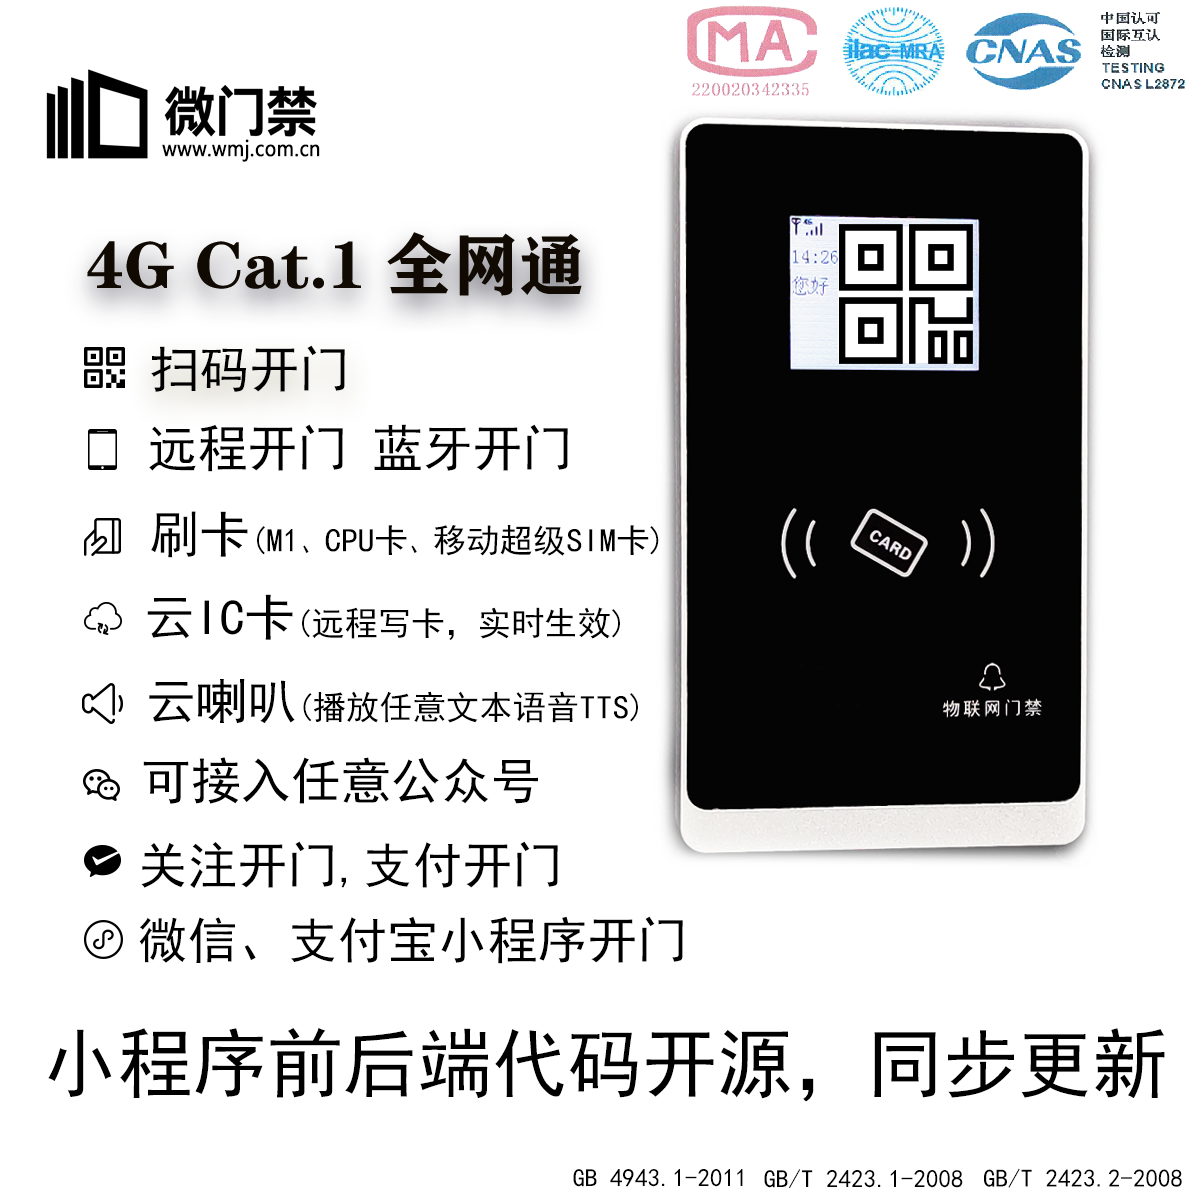 CMA
220020342335
ilac-MRA
CNAS
中国认可
国际互认
检测
TESTING
CNAS L2872
微门禁
www.wmj.com.cn
4G Cat.1 全网通
4G
14:26
您好
扫码开门
远程开门 蓝牙开门
刷卡(M1、CPU卡、移动超级SIM卡)
CARD
云IC卡(远程写卡，实时生效)
云喇叭(播放任意文本语音TTS)
物联网门禁
可接入任意公众号
关注开门,支付开门
微信、支付宝小程序开门
小程序前后端代码开源，同步更新
GB 4943.1-2011 GB/T 2423.1-2008 GB/T 2423.2-2008